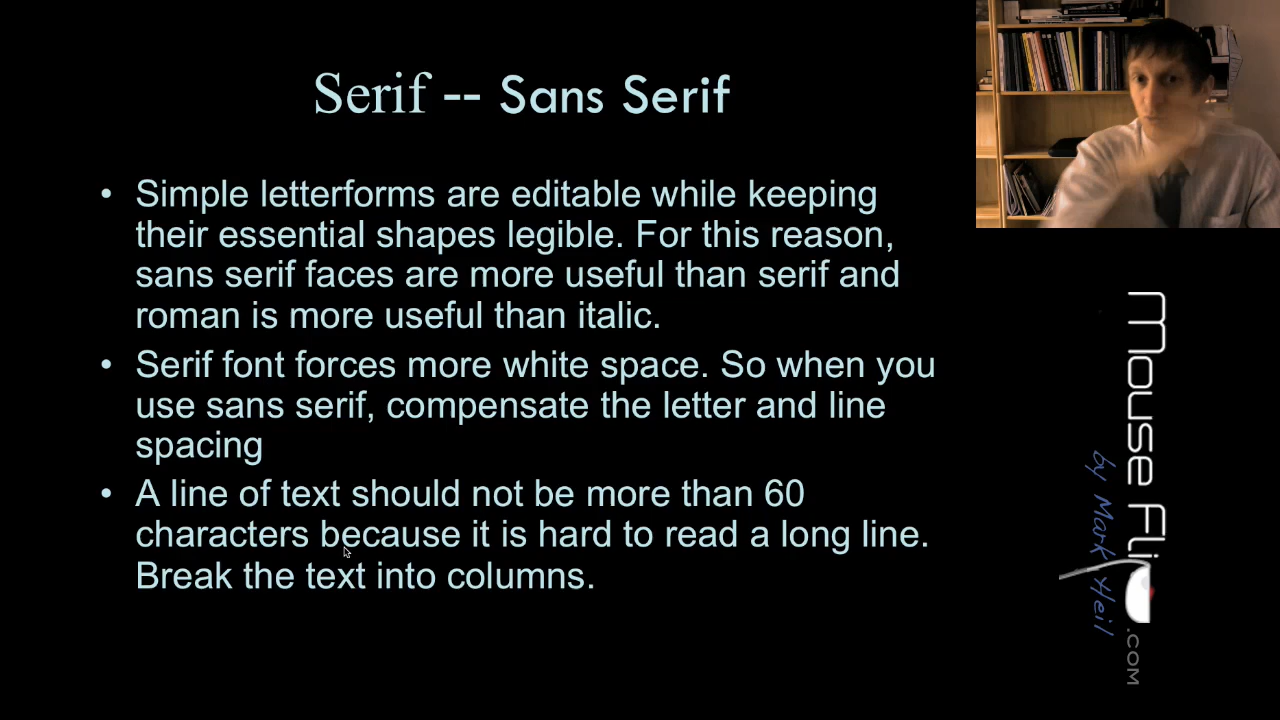 Serif -- Sans Serif
• Simple letterforms are editable while keeping
their essential shapes legible. For this reason,
sans serif faces are more useful than serif and
roman is more useful than italic.
• Serif font forces more white space. So when you
use sans serif, compensate the letter and line
spacing
• A line of text should not be more than 60
characters because it is hard to read a long line.
Break the text into columns.
Mouse Flip
.COM
by Mark Heil